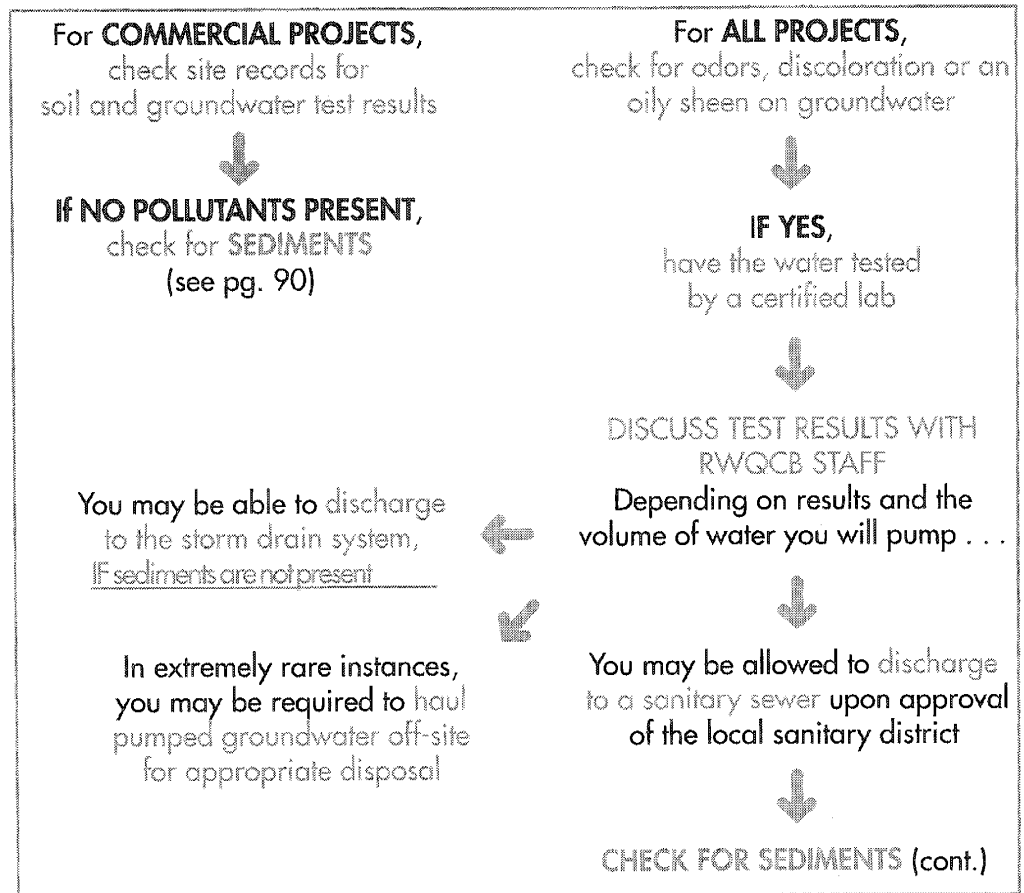 For COMMERCIAL PROJECTS,
check site records for
soil and groundwater test results
If NO POLLUTANTS PRESENT,
check for SEDIMENTS
(see pg. 90)
For ALL PROJECTS,
check for odors, discoloration or an
oily sheen on groundwater
IF YES,
have the water tested
by a certified lab
DISCUSS TEST RESULTS WITH
RWQCB STAFF
Depending on results and the
volume of water you will pump . . .
You may be able to discharge
to the storm drain system,
IF sediments are not present
In extremely rare instances,
you may be required to haul
pumped groundwater off-site
for appropriate disposal
You may be allowed to discharge
to a sanitary sewer upon approval
of the local sanitary district
CHECK FOR SEDIMENTS (cont.)